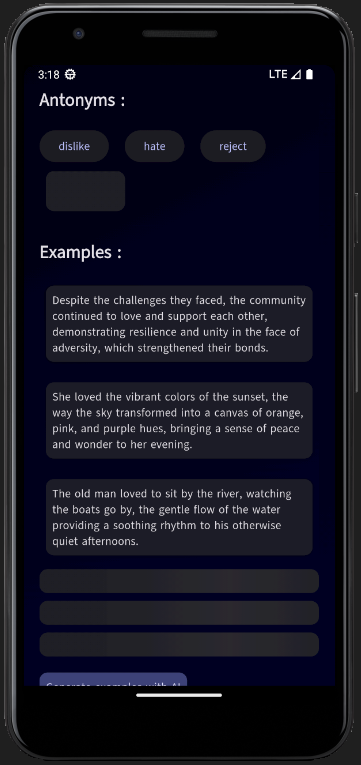 3:18 LTE
Antonyms :
dislike hate reject
Examples :
Despite the challenges they faced, the community
continued to love and support each other,
demonstrating resilience and unity in the face of
adversity, which strengthened their bonds.
She loved the vibrant colors of the sunset, the
way the sky transformed into a canvas of orange,
pink, and purple hues, bringing a sense of peace
and wonder to her evening.
The old man loved to sit by the river, watching
the boats go by, the gentle flow of the water
providing a soothing rhythm to his otherwise
quiet afternoons.
Generate examples with AI